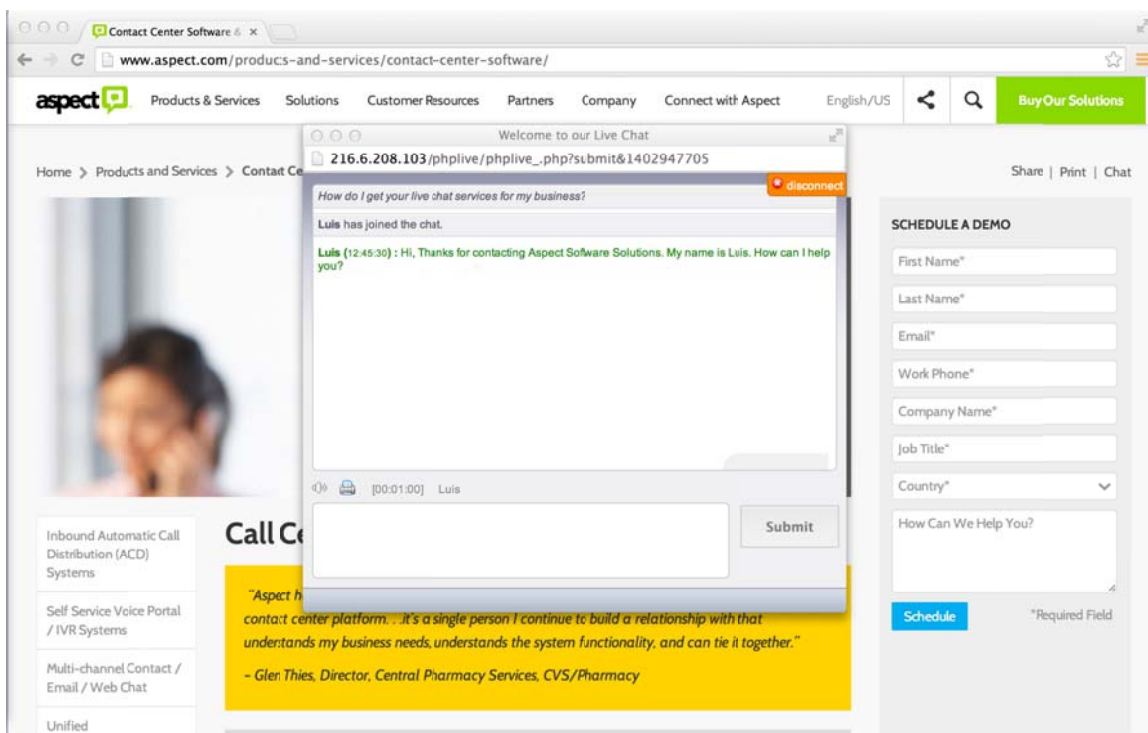 Contact Center Software &
www.aspect.com/products-and-services/contact-center-software/
aspect
Products & Services Solutions Customer Resources Partners Company Connect with Aspect English/US Buy Our Solutions
Home > Products and Services > Contact Ce
Share | Print | Chat
Welcome to our Live Chat
216.6.208.103/phplive/phplive_.php?submit&1402947705
disconnect
How do I get your live chat services for my business?
Luis has joined the chat.
Luis (12:45:30) : Hi, Thanks for contacting Aspect Software Solutions. My name is Luis. How can I help
you?
[00:01:00] Luis
Submit
SCHEDULE A DEMO
First Name*
Last Name*
Email*
Work Phone*
Company Name*
Job Title*
Country*
How Can We Help You?
Schedule
*Required Field
Inbound Automatic Call
Distribution (ACD)
Systems
Self Service Voice Portal
/ IVR Systems
Multi-channel Contact /
Email / Web Chat
Unified
Call Ce
"Aspect h
contact center platform. . .it's a single person I continue to build a relationship with that
understands my business needs, understands the system functionality, and can tie it together."
– Glen Thies, Director, Central Pharmacy Services, CVS/Pharmacy